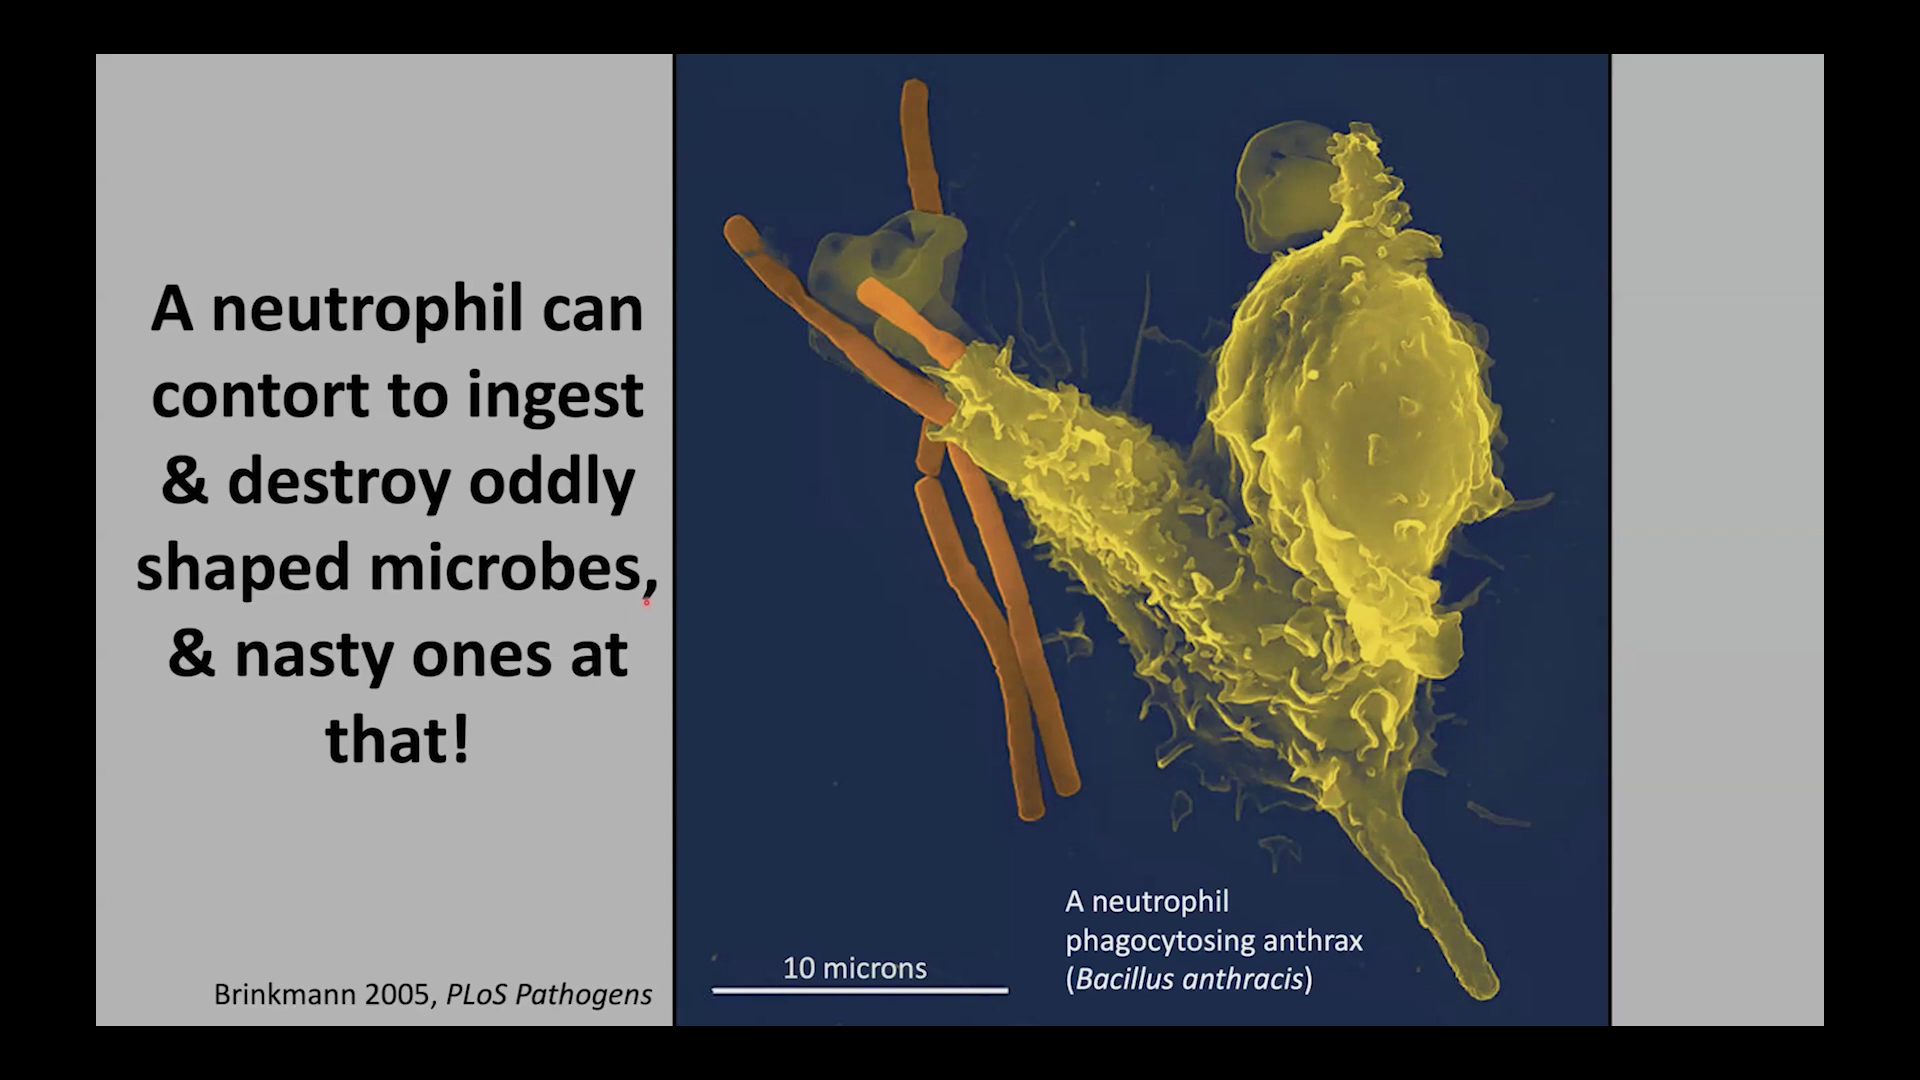 A neutrophil can
contort to ingest
& destroy oddly
shaped microbes,
& nasty ones at
that!
Brinkmann 2005, PLoS Pathogens
10 microns
A neutrophil
phagocytosing anthrax
(Bacillus anthracis)